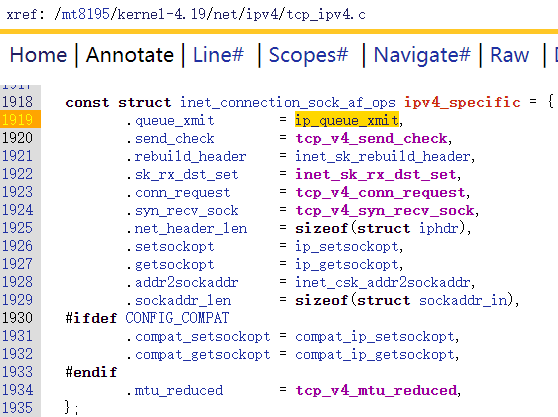 xref: /mt8195/kernel-4.19/net/ipv4/tcp_ipv4.c
Home | Annotate | Line# | Scopes# | Navigate# | Raw |
1917
1918 const struct inet_connection_sock_af_ops ipv4_specific = {
1919 .queue_xmit = ip_queue_xmit,
1920 .send_check = tcp_v4_send_check,
1921 .rebuild_header = inet_sk_rebuild_header,
1922 .sk_rx_dst_set = inet_sk_rx_dst_set,
1923 .conn_request = tcp_v4_conn_request,
1924 .syn_recv_sock = tcp_v4_syn_recv_sock,
1925 .net_header_len = sizeof(struct iphdr),
1926 .setsockopt = ip_setsockopt,
1927 .getsockopt = ip_getsockopt,
1928 .addr2sockaddr = inet_csk_addr2sockaddr,
1929 .sockaddr_len = sizeof(struct sockaddr_in),
1930 #ifdef CONFIG_COMPAT
1931 .compat_setsockopt = compat_ip_setsockopt,
1932 .compat_getsockopt = compat_ip_getsockopt,
1933 #endif
1934 .mtu_reduced = tcp_v4_mtu_reduced,
1935 };